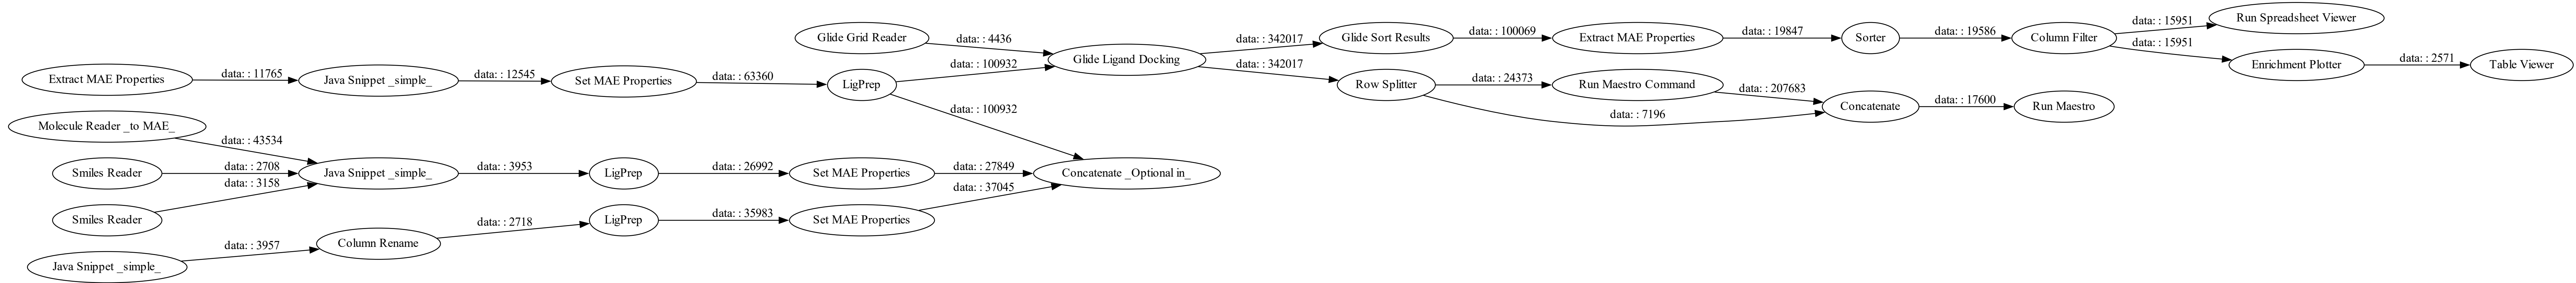 Extract MAE Properties
data: : 11765
Java Snippet _simple_
data: : 12545
Set MAE Properties
data: : 63360
LigPrep
Glide Grid Reader
data: : 4436
data: : 100932
data: : 100932
Glide Ligand Docking
data: : 342017
data: : 342017
Glide Sort Results
data: : 100069
Extract MAE Properties
data: : 19847
Sorter
data: : 19586
Column Filter
data: : 15951
Run Spreadsheet Viewer
data: : 15951
Enrichment Plotter
data: : 2571
Table Viewer
Row Splitter
data: : 24373
Run Maestro Command
data: : 207683
data: : 7196
Concatenate
data: : 17600
Run Maestro
Molecule Reader _to MAE_
data: : 43534
Smiles Reader
data: : 2708
Smiles Reader
data: : 3158
Java Snippet _simple_
data: : 3953
LigPrep
data: : 26992
Set MAE Properties
data: : 27849
Concatenate _Optional in_
Java Snippet _simple_
data: : 3957
Column Rename
data: : 2718
LigPrep
data: : 35983
Set MAE Properties
data: : 37045